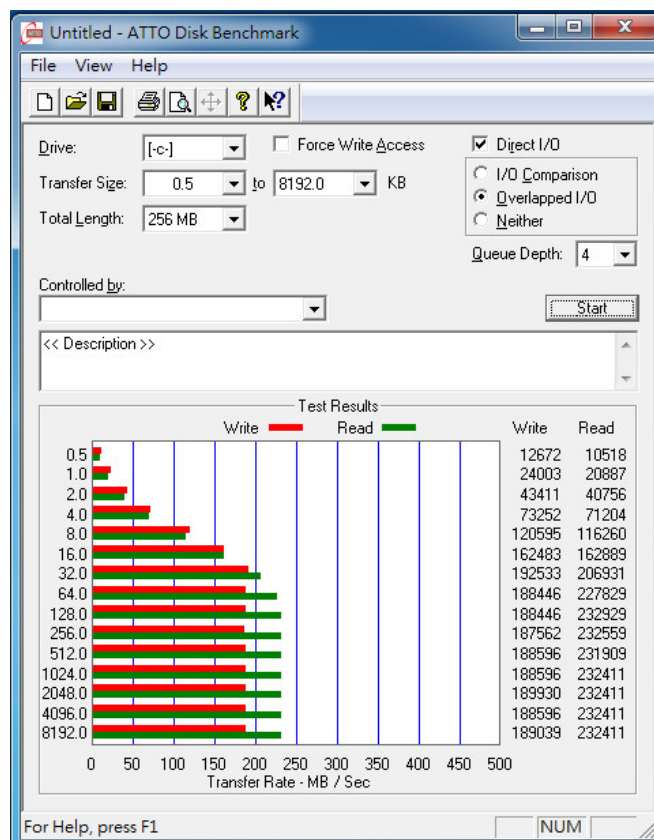 Untitled - ATTO Disk Benchmark
File View Help
Drive: [-c-] Force Write Access Direct I/O
Transfer Size: 0.5 to 8192.0 KB
I/O Comparison
Overlapped I/O
Neither
Total Length: 256 MB
Queue Depth: 4
Controlled by:
Start
<< Description >>
Test Results
Write Read Write Read
0.5 12672 10518
1.0 24003 20887
2.0 43411 40756
4.0 73252 71204
8.0 120595 116260
16.0 162483 162889
32.0 192533 206931
64.0 188446 227829
128.0 188446 232929
256.0 187562 232559
512.0 188596 231909
1024.0 188596 232411
2048.0 189930 232411
4096.0 188596 232411
8192.0 189039 232411
0 50 100 150 200 250 300 350 400 450 500
Transfer Rate - MB / Sec
For Help, press F1 NUM